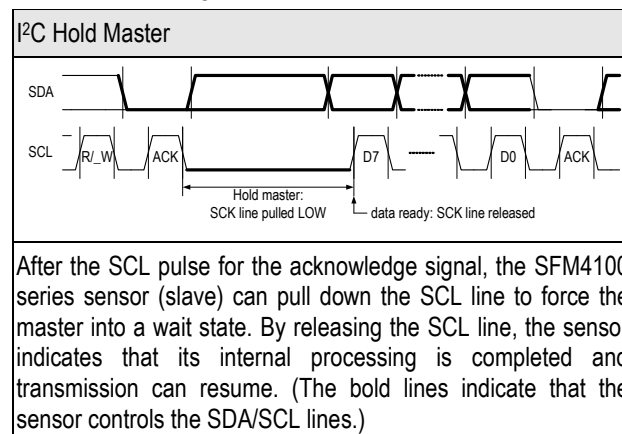 I²C Hold Master
SDA
SCL R/_W ACK D7 D0 ACK
Hold master:
SCK line pulled LOW
data ready: SCK line released
After the SCL pulse for the acknowledge signal, the SFM4100
series sensor (slave) can pull down the SCL line to force the
master into a wait state. By releasing the SCL line, the senso
indicates that its internal processing is completed and
transmission can resume. (The bold lines indicate that the
sensor controls the SDA/SCL lines.)